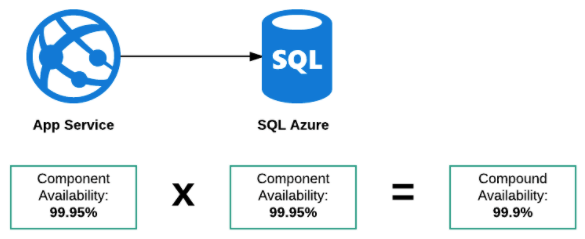 SQL
App Service
SQL Azure
Component
Availability:
99.95%
x
Component
Availability:
99.95%
=
Compound
Availability:
99.9%